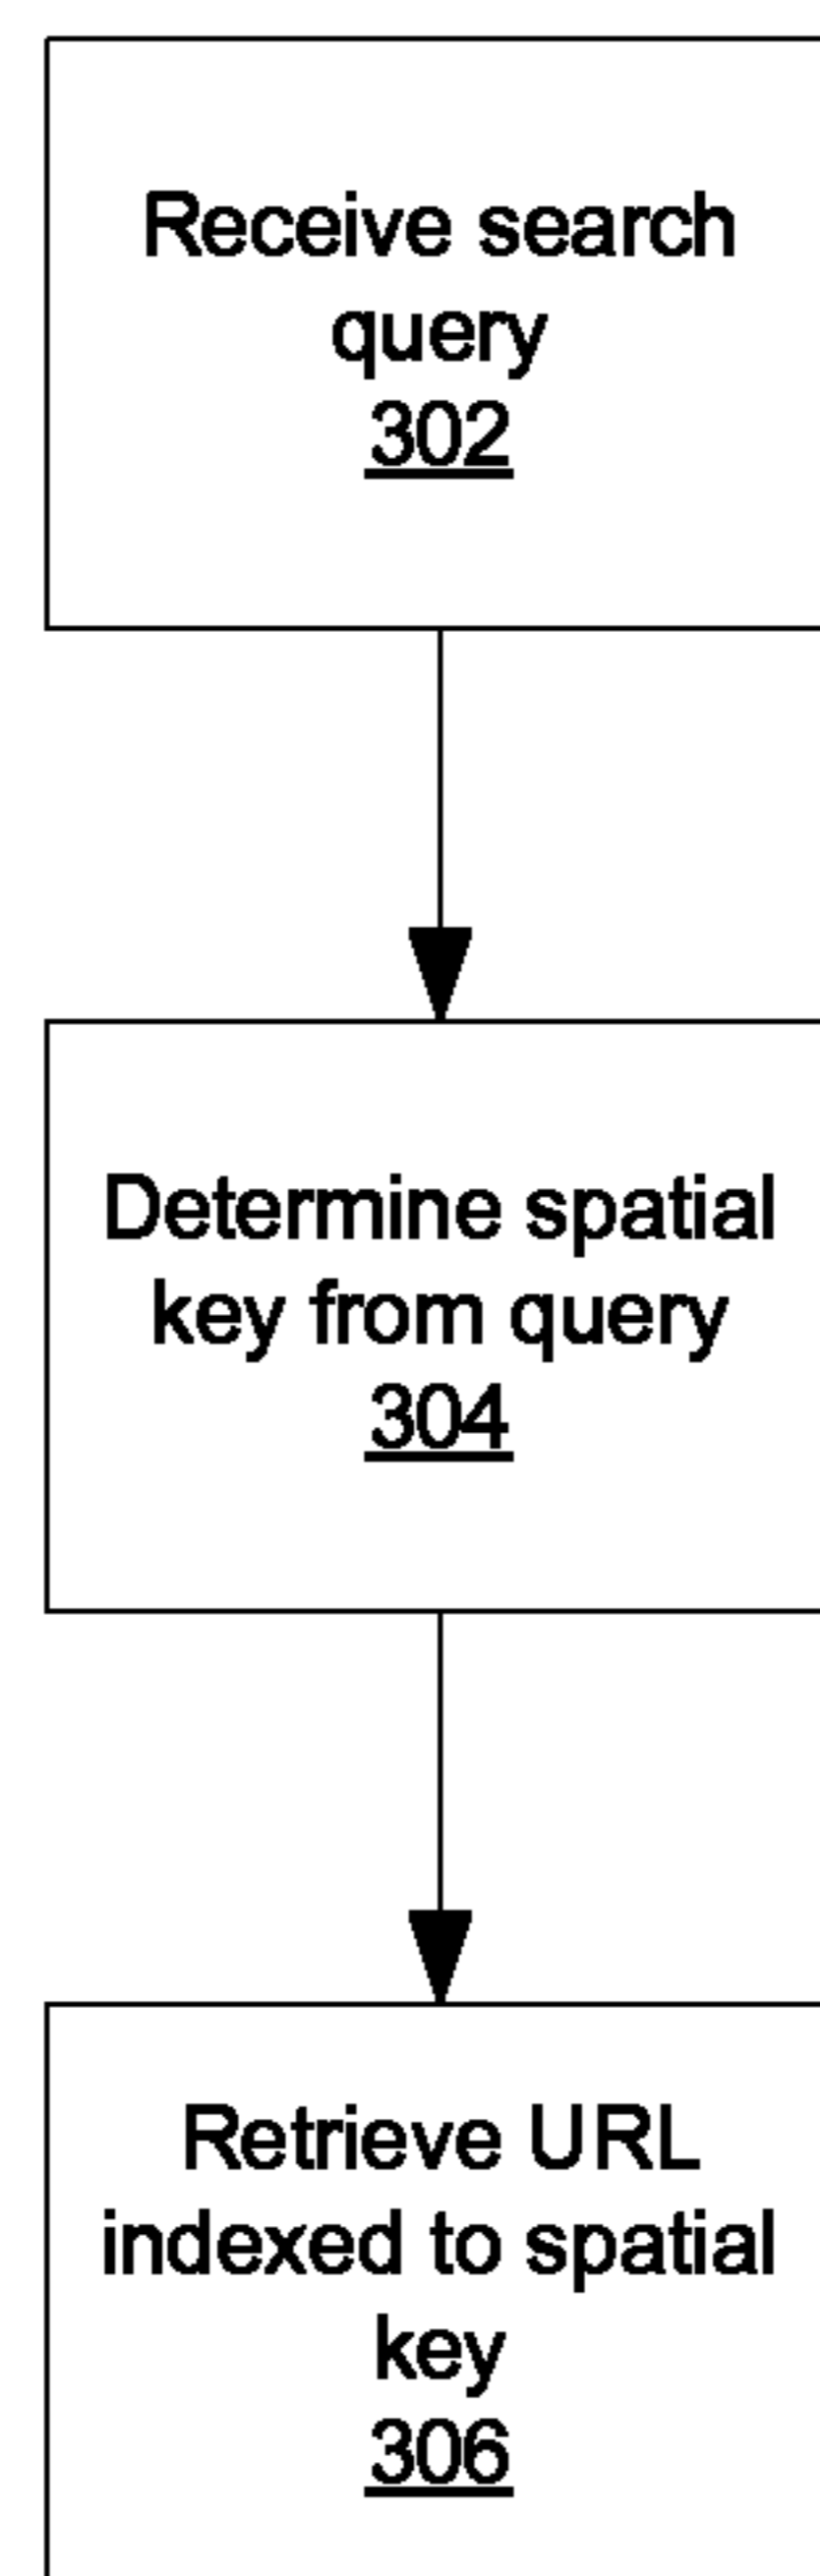 Receive search
query
302
Determine spatial
key from query
304
Retrieve URL
indexed to spatial
key
306